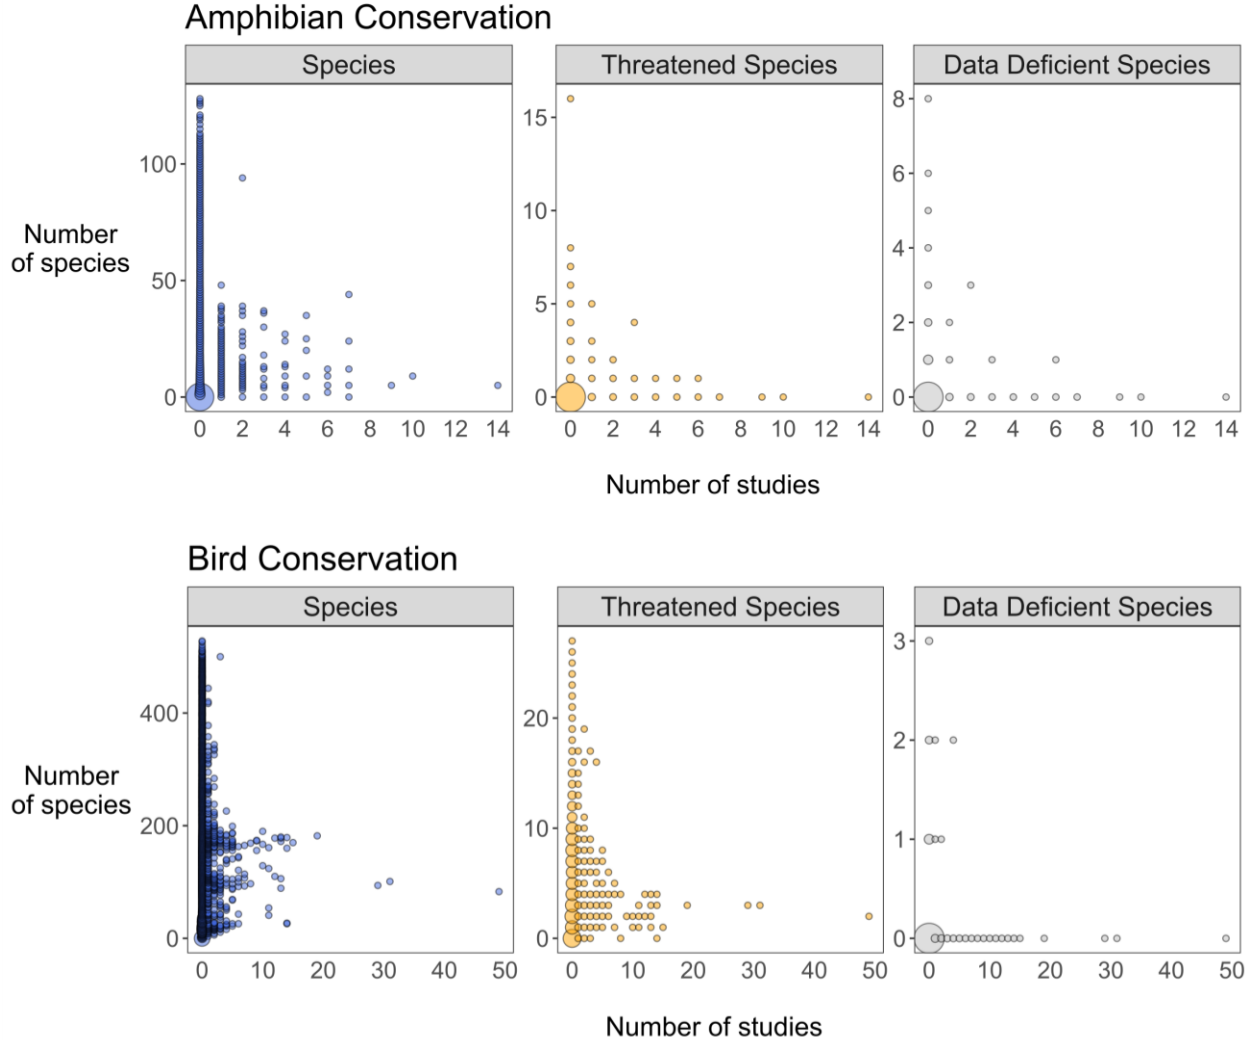 Amphibian Conservation
Species
Threatened Species
Data Deficient Species
Number
of species
100
50
0
15
10
5
0
8
6
4
2
0
0 2 4 6 8 10 12 14
0 2 4 6 8 10 12 14
0 2 4 6 8 10 12 14
Number of studies
Bird Conservation
Species
Threatened Species
Data Deficient Species
Number
of species
400
200
0
20
10
0
3
2
1
0
0 10 20 30 40 50
0 10 20 30 40 50
0 10 20 30 40 50
Number of studies